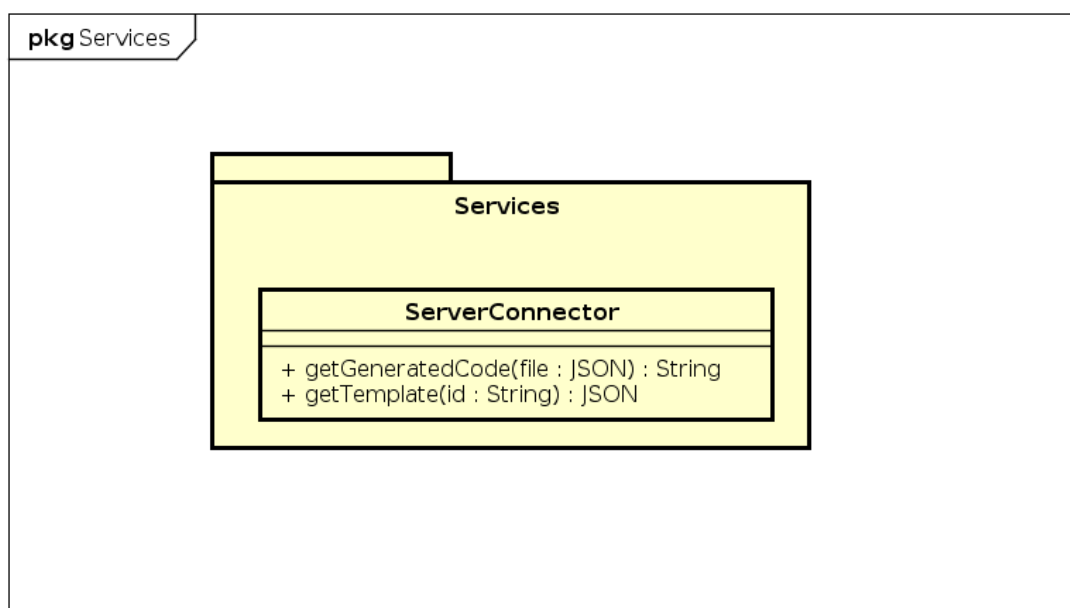 pkg Services
Services
ServerConnector
+ getGeneratedCode(file : JSON) : String
+ getTemplate(id : String) : JSON